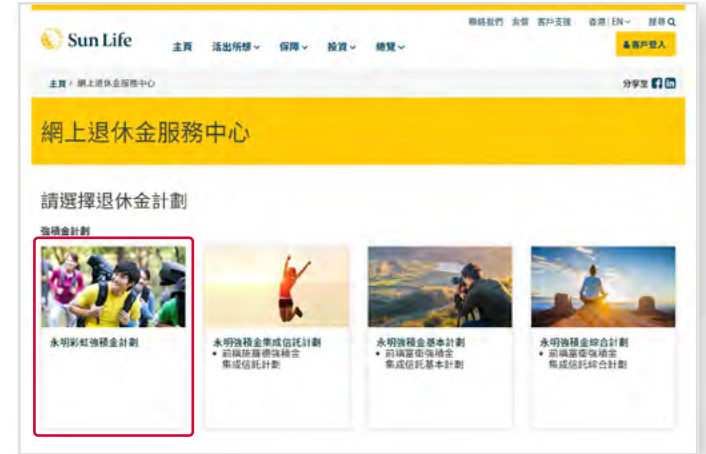 聯絡我們 索償 客戶支援 香港 | EN 搜尋
Sun Life 主頁 活出所想 保障 投資 總覽
客戶登入
主頁 / 網上退休金服務中心 分享至
網上退休金服務中心
請選擇退休金計劃
強積金計劃
永明彩虹強積金計劃
永明強積金集成信託計劃
• 前稱施羅德強積金
集成信託計劃
永明強積金基本計劃
• 前稱富衛強積金
集成信託基本計劃
永明強積金綜合計劃
• 前稱富衛強積金
集成信託綜合計劃